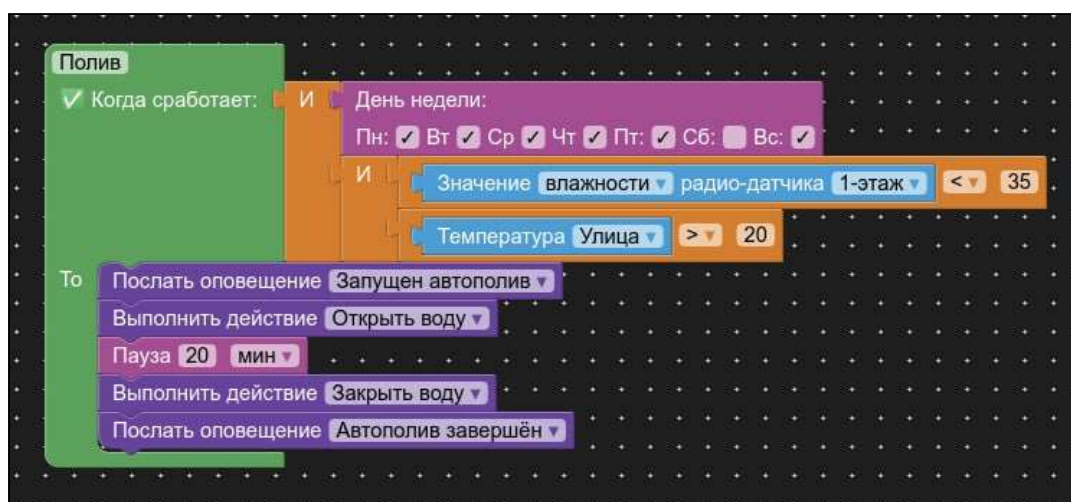 Полив
Когда сработает: И День недели:
Пн: Вт Ср Чт Пт: Сб: Вс:
И Значение влажности радио-датчика 1-этаж < 35
Температура Улица > 20
То Послать оповещение Запущен автополив
Выполнить действие Открыть воду
Пауза 20 мин
Выполнить действие Закрыть воду
Послать оповещение Автополив завершён